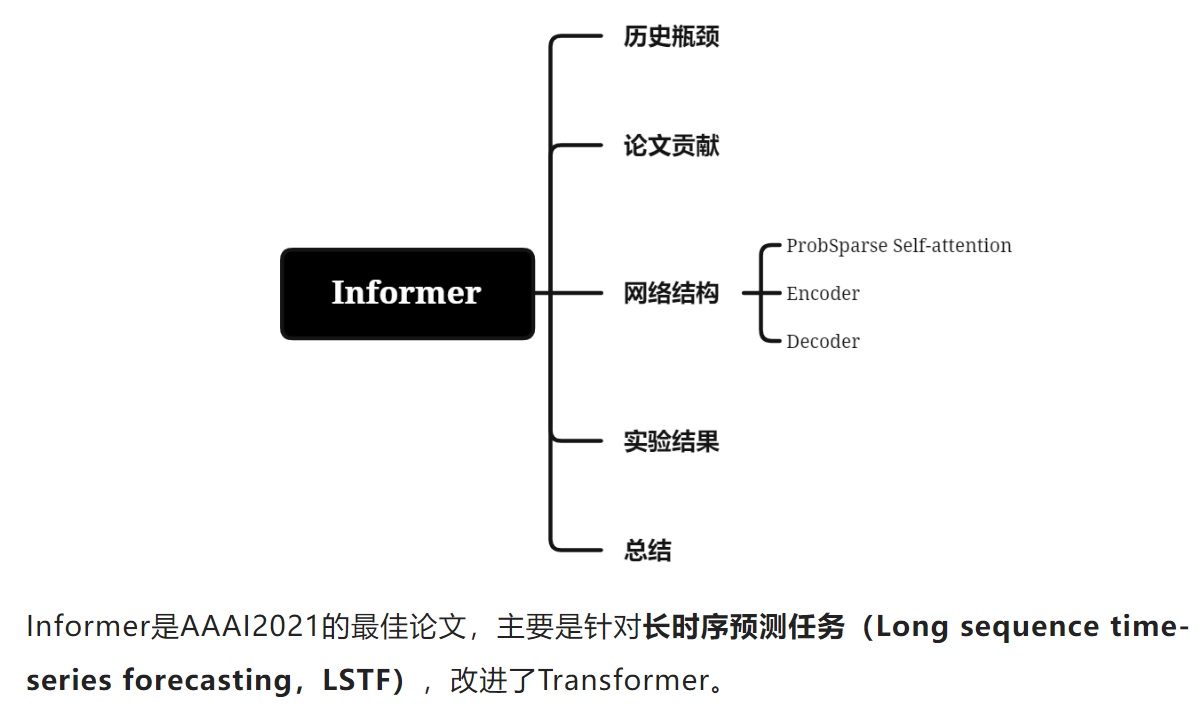 历史瓶颈
论文贡献
Informer
网络结构
ProbSparse Self-attention
Encoder
Decoder
实验结果
总结
Informer是AAAI2021的最佳论文，主要是针对长时序预测任务（Long sequence time-
series forecasting，LSTF），改进了Transformer。